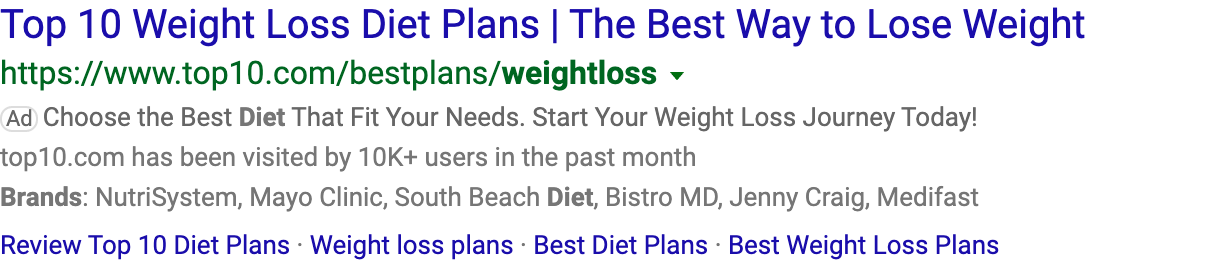 Top 10 Weight Loss Diet Plans | The Best Way to Lose Weight
https://www.top10.com/bestplans/weightloss
Ad Choose the Best Diet That Fit Your Needs. Start Your Weight Loss Journey Today!
top10.com has been visited by 10K+ users in the past month
Brands: NutriSystem, Mayo Clinic, South Beach Diet, Bistro MD, Jenny Craig, Medifast
Review Top 10 Diet Plans · Weight loss plans · Best Diet Plans · Best Weight Loss Plans